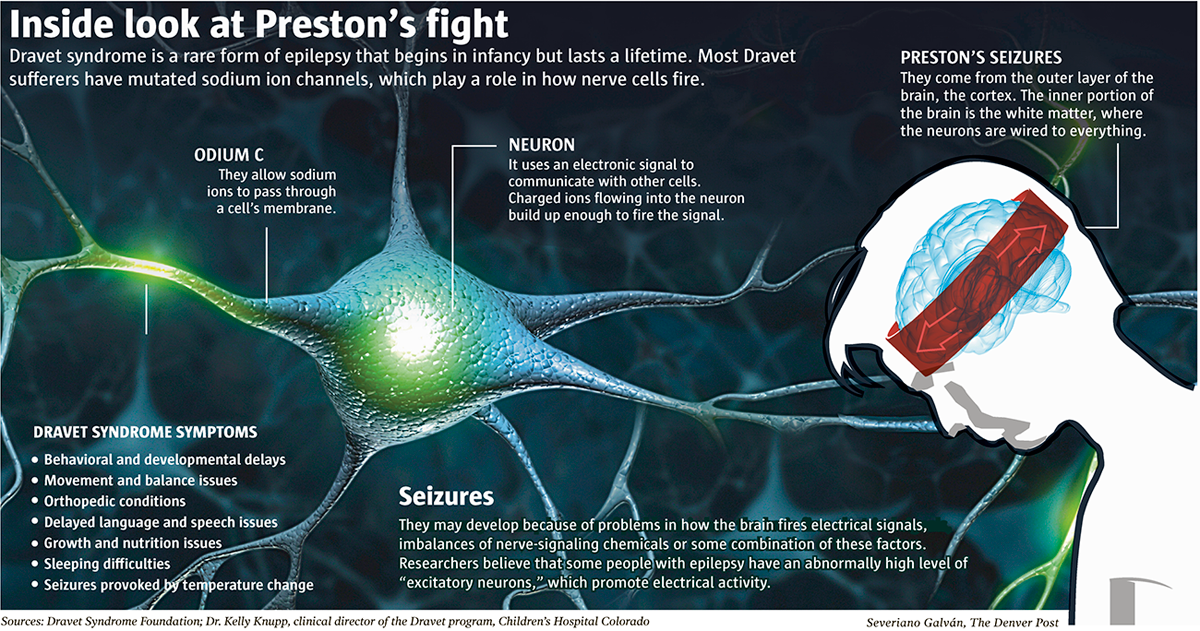 Inside look at Preston's fight
Dravet syndrome is a rare form of epilepsy that begins in infancy but lasts a lifetime. Most Dravet
sufferers have mutated sodium ion channels, which play a role in how nerve cells fire.
PRESTON'S SEIZURES
They come from the outer layer of the
brain, the cortex. The inner portion of
the brain is the white matter, where
the neurons are wired to everything.
ODIUM C
They allow sodium
ions to pass through
a cell's membrane.
NEURON
It uses an electronic signal to
communicate with other cells.
Charged ions flowing into the neuron
build up enough to fire the signal.
DRAVET SYNDROME SYMPTOMS
• Behavioral and developmental delays
• Movement and balance issues
• Orthopedic conditions
• Delayed language and speech issues
• Growth and nutrition issues
• Sleeping difficulties
• Seizures provoked by temperature change
Seizures
They may develop because of problems in how the brain fires electrical signals,
imbalances of nerve-signaling chemicals or some combination of these factors.
Researchers believe that some people with epilepsy have an abnormally high level of
“excitatory neurons,” which promote electrical activity.
Sources: Dravet Syndrome Foundation; Dr. Kelly Knupp, clinical director of the Dravet program, Children's Hospital Colorado
Severiano Galván, The Denver Post